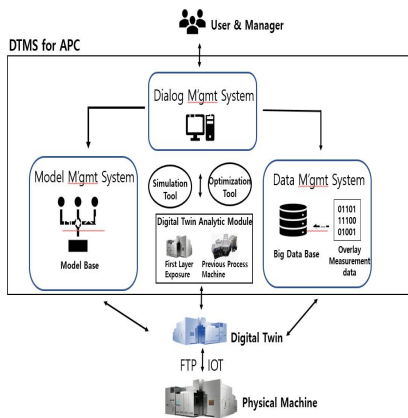 User & Manager
DTMS for APC
Dialog M'gmt System
Model M'gmt System
Simulation
Tool
Optimization
Tool
Data M'gmt System
Digital Twin Analytic Module
First Layer
Exposure
Previous Process
Machine
Model Base
Big Data Base
01101
11100
01001
Overlay
Measurement
data
Digital Twin
FTP IOT
Physical Machine